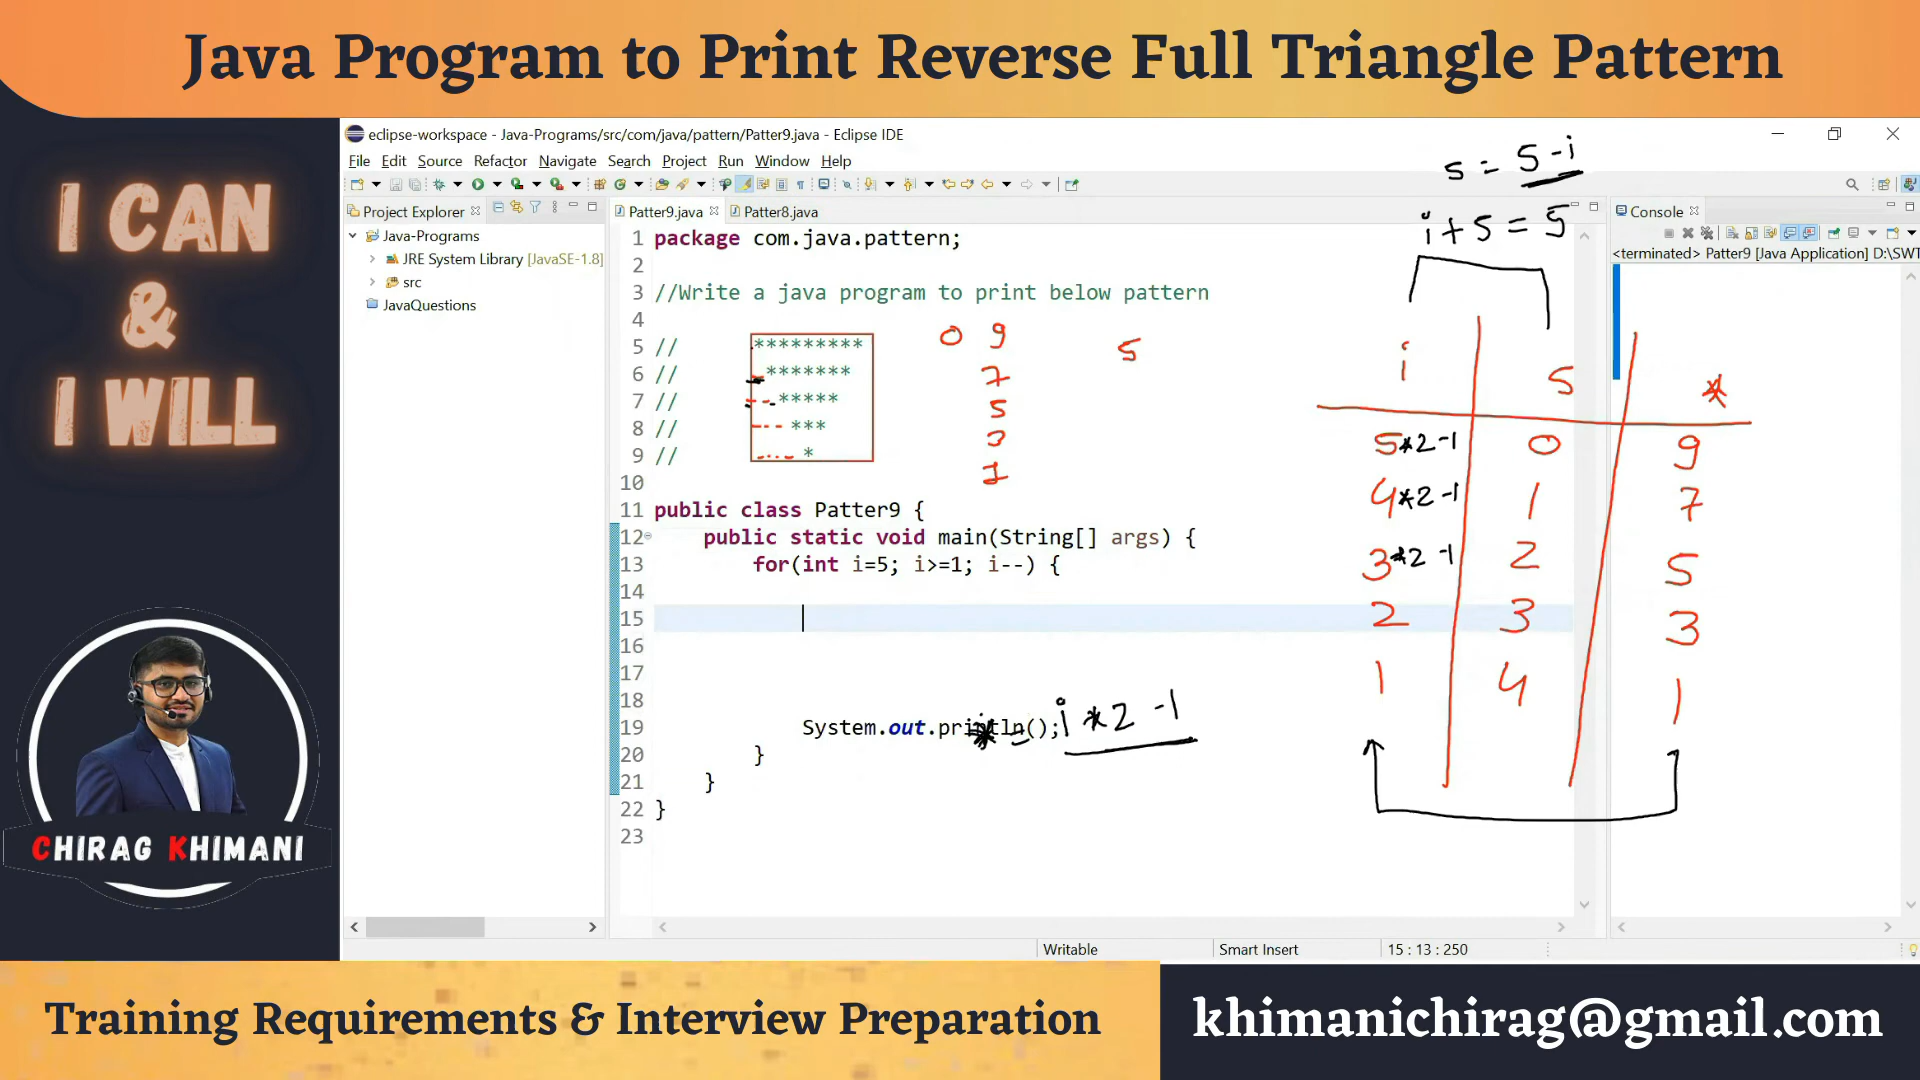 Java Program to Print Reverse Full Triangle Pattern
I CAN
&
I WILL
CHIRAG KHIMANI
eclipse-workspace - Java-Programs/src/com/java/pattern/Patter9.java - Eclipse IDE
File Edit Source Refactor Navigate Search Project Run Window Help
Project Explorer
Java-Programs
JRE System Library [JavaSE-1.8]
src
JavaQuestions
Patter9.java Patter8.java
1 package com.java.pattern;
2
3 //Write a java program to print below pattern
4
5 // *********
6 // *******
7 // *****
8 // ***
9 // *
10
11 public class Patter9 {
12 public static void main(String[] args) {
13 for(int i=5; i>=1; i--) {
14
15
16
17
18
19 System.out.println();
20 }
21 }
22 }
23
0 9
7
5
3
1
5
* = i*2-1
s = 5-i
i+s = 5
i s *
5*2-1 0 9
4*2-1 1 7
3*2-1 2 5
2 3 3
1 4 1
Console
<terminated> Patter9 [Java Application] D:\SWT
Writable Smart Insert 15 : 13 : 250
Training Requirements & Interview Preparation
khimanichirag@gmail.com